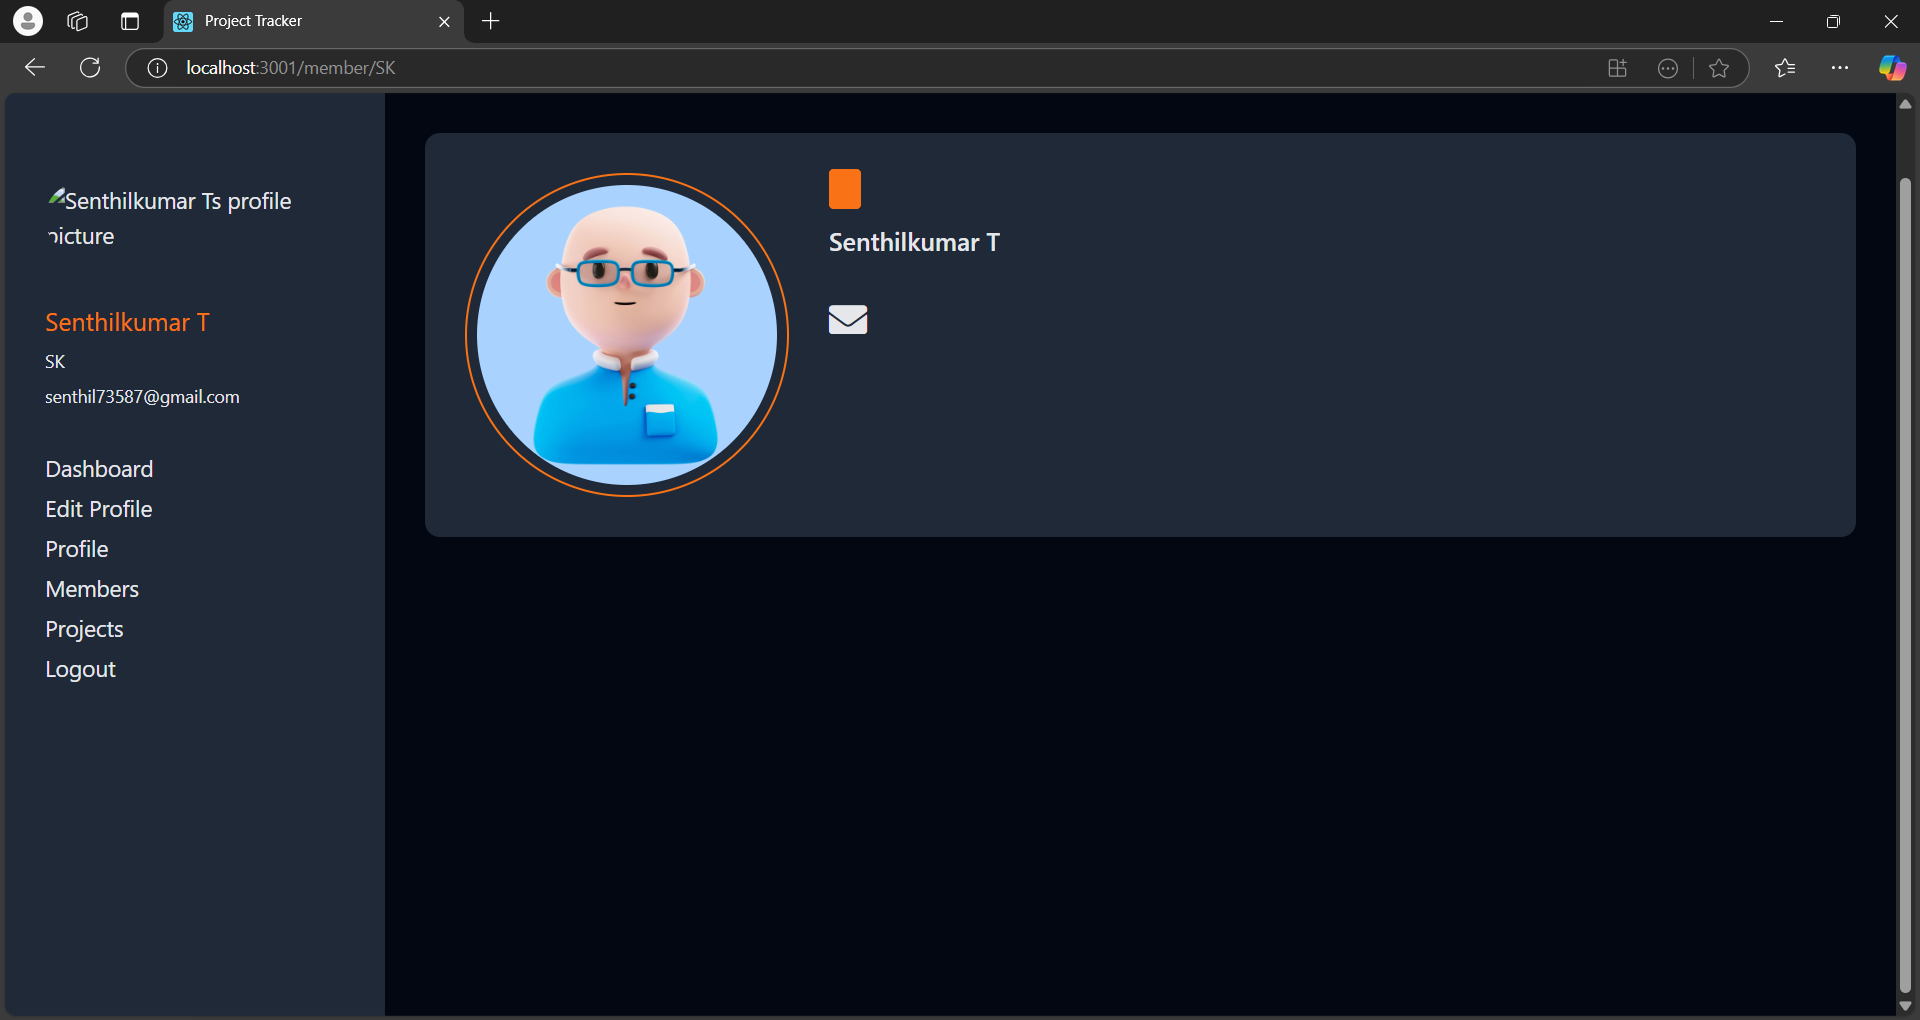 Project Tracker
localhost:3001/member/SK
Senthilkumar Ts profile
picture
Senthilkumar T
SK
senthil73587@gmail.com
Dashboard
Edit Profile
Profile
Members
Projects
Logout
Senthilkumar T